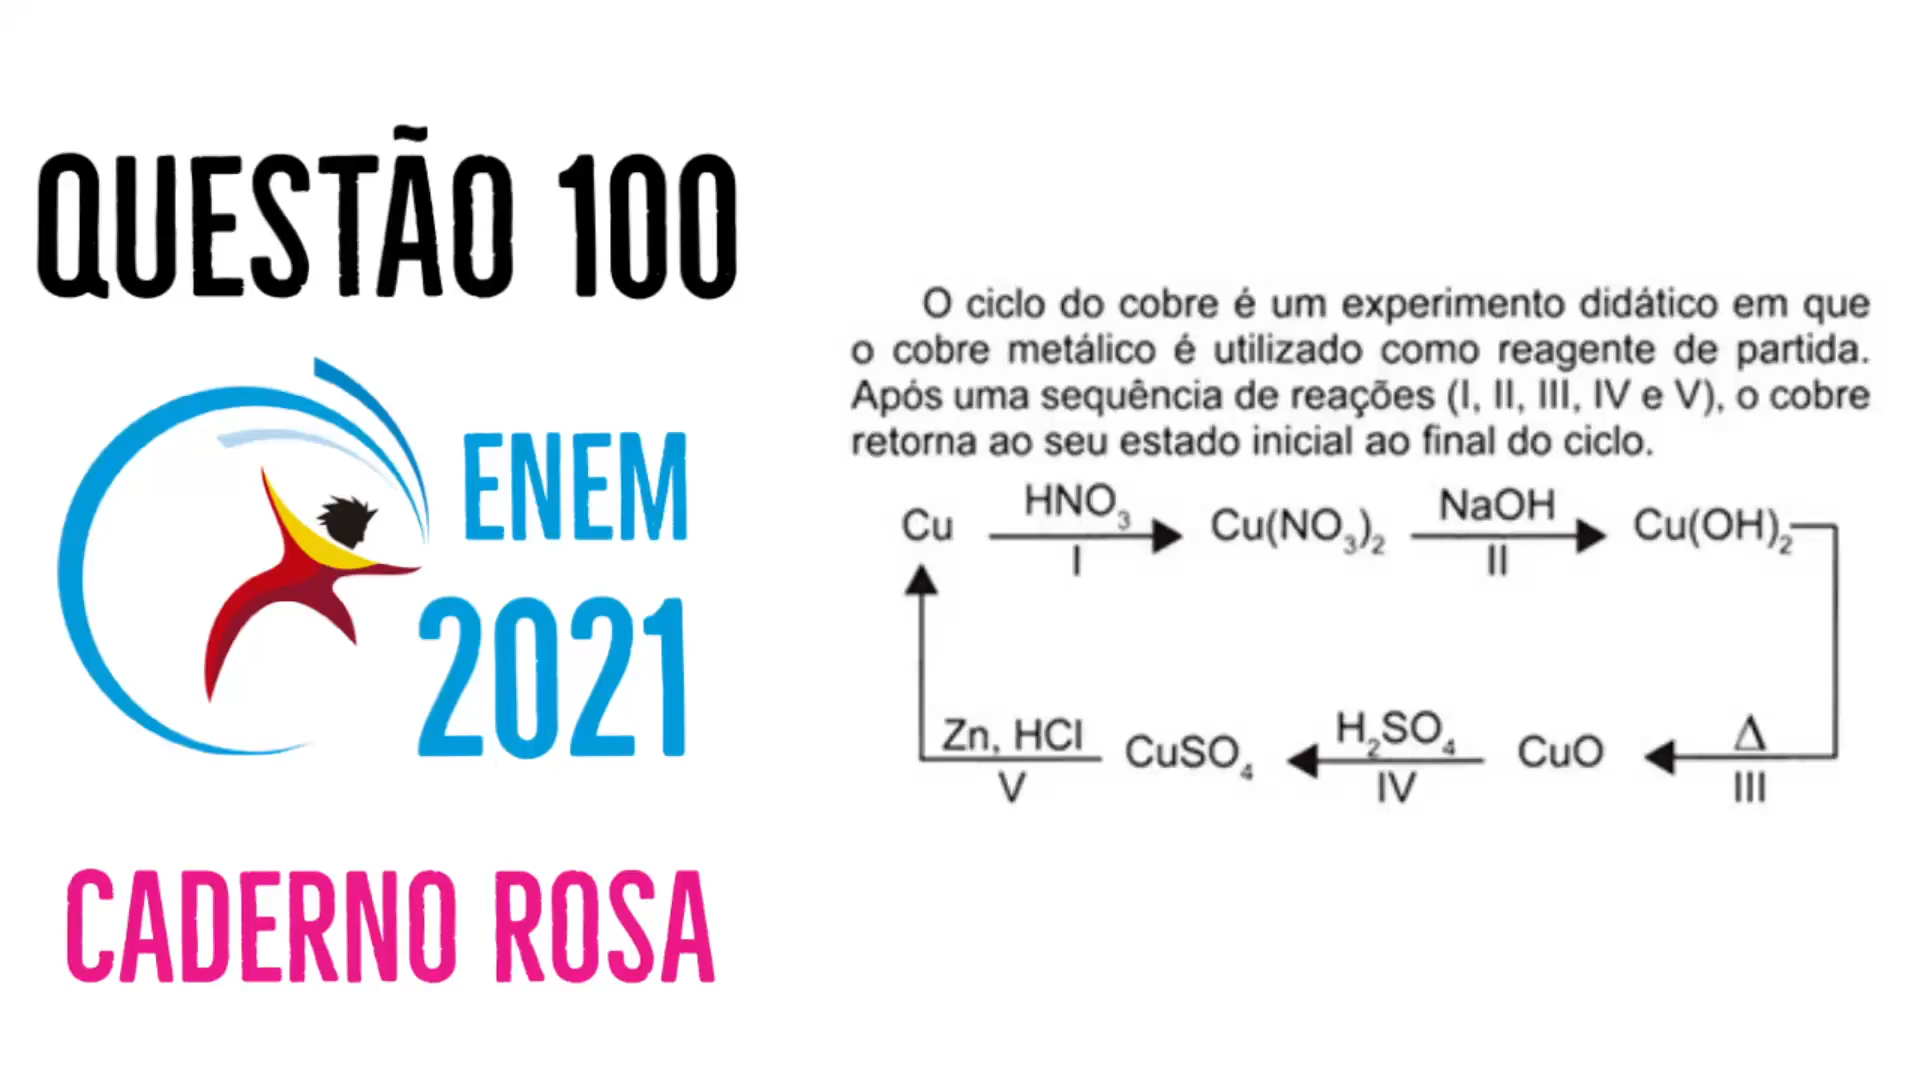 QUESTÃO 100
ENEM
2021
CADERNO ROSA
O ciclo do cobre é um experimento didático em que
o cobre metálico é utilizado como reagente de partida.
Após uma sequência de reações (I, II, III, IV e V), o cobre
retorna ao seu estado inicial ao final do ciclo.
Cu HNO₃ I Cu(NO₃)₂ NaOH II Cu(OH)₂
Zn, HCl V CuSO₄ H₂SO₄ IV CuO Δ III